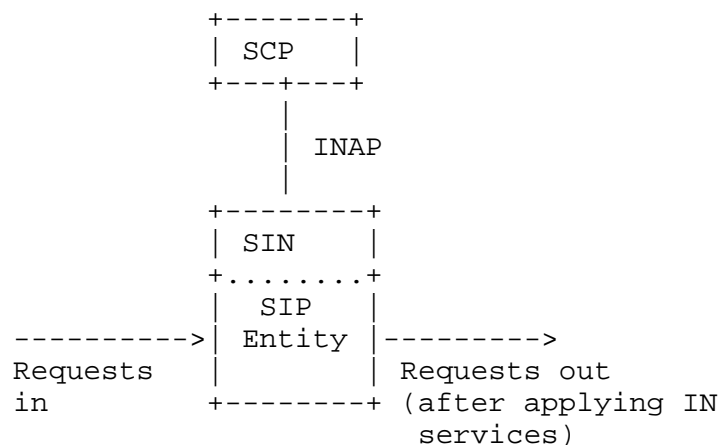 SCP
INAP
SIN
SIP
Entity
Requests
in
Requests out
(after applying IN
services)